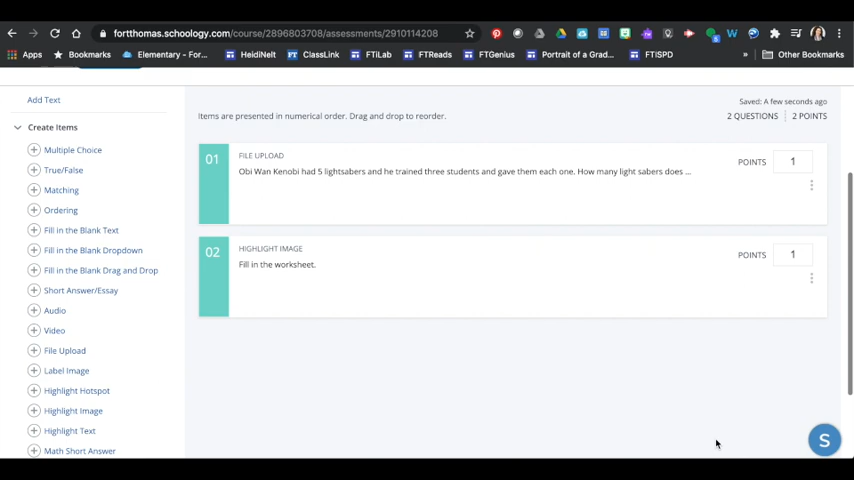 fortthomas.schoology.com/course/2896803708/assessments/2910114208
Apps Bookmarks Elementary - For... HeidiNelt ClassLink FTiLab FTReads FTGenius Portrait of a Grad... FTiSPD » Other Bookmarks
Add Text
Saved: A few seconds ago
Items are presented in numerical order. Drag and drop to reorder.
2 QUESTIONS 2 POINTS
Create Items
Multiple Choice
True/False
Matching
Ordering
Fill in the Blank Text
Fill in the Blank Dropdown
Fill in the Blank Drag and Drop
Short Answer/Essay
Audio
Video
File Upload
Label Image
Highlight Hotspot
Highlight Image
Highlight Text
Math Short Answer
01 FILE UPLOAD
Obi Wan Kenobi had 5 lightsabers and he trained three students and gave them each one. How many light sabers does ...
POINTS 1
02 HIGHLIGHT IMAGE
Fill in the worksheet.
POINTS 1
S